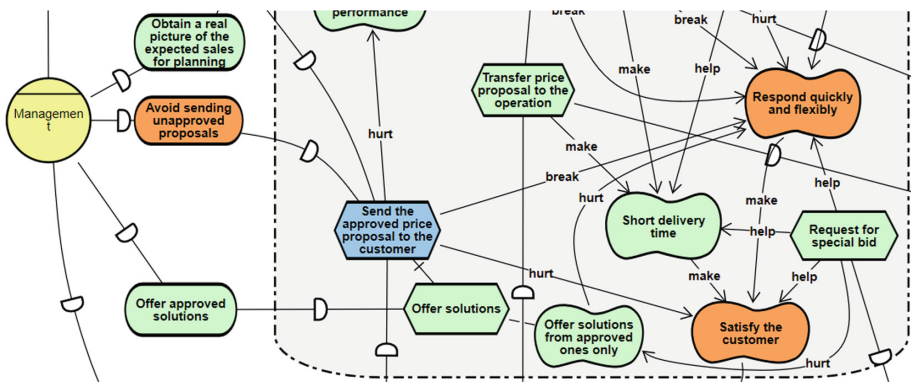 performance
break
break
hurt
Obtain a real
picture of the
expected sales
for planning
make
help
Transfer price
proposal to the
operation
Respond quickly
and flexibly
Managemen
t
Avoid sending
unapproved
proposals
hurt
make
break
help
hurt
make
Send the
approved price
proposal to the
customer
Short delivery
time
help
Request for
special bid
hurt
make
help
Offer approved
solutions
Offer solutions
Offer solutions
from approved
ones only
Satisfy the
customer
hurt